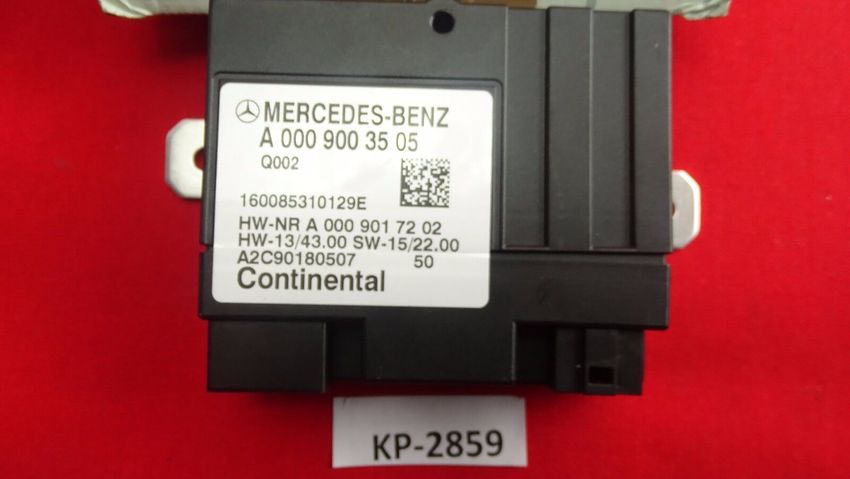 MERCEDES-BENZ
A 000 900 35 05
Q002
160085310129E
HW-NR A 000 901 72 02
HW-13/43.00 SW-15/22.00
A2C90180507 50
Continental
KP-2859